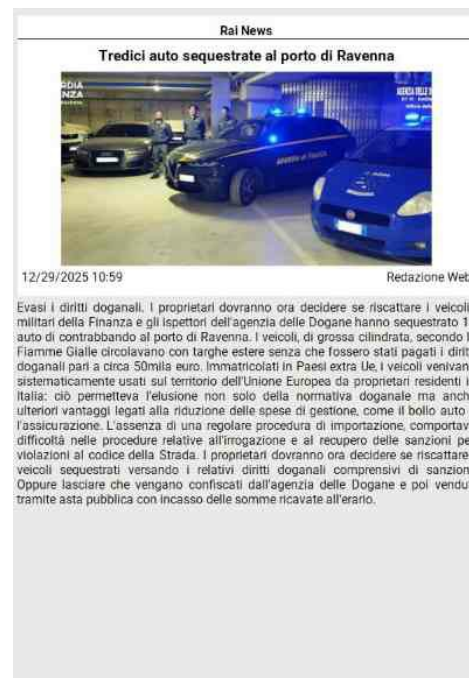 Rai News
Tredici auto sequestrate al porto di Ravenna
GUARDIA DI FINANZA
12/29/2025 10:59
Redazione Web
Evasi i diritti doganali. I proprietari dovranno ora decidere se riscattare i veicoli
militari della Finanza e gli ispettori dell'agenzia delle Dogane hanno sequestrato 1
auto di contrabbando al porto di Ravenna. I veicoli, di grossa cilindrata, secondo l
Fiamme Gialle circolavano con targhe estere senza che fossero stati pagati i dirit
doganali pari a circa 50mila euro. Immatricolati in Paesi extra Ue, i veicoli venivan
sistematicamente usati sul territorio dell'Unione Europea da proprietari residenti i
Italia: ciò permetteva l'elusione non solo della normativa doganale ma anch
ulteriori vantaggi legati alla riduzione delle spese di gestione, come il bollo auto
l'assicurazione. L'assenza di una regolare procedura di importazione, comportav
difficoltà nelle procedure relative all'irrogazione e al recupero delle sanzioni pe
violazioni al codice della Strada. I proprietari dovranno ora decidere se riscattare
veicoli sequestrati versando i relativi diritti doganali comprensivi di sanzion
Oppure lasciare che vengano confiscati dall'agenzia delle Dogane e poi vendu
tramite asta pubblica con incasso delle somme ricavate all'erario.